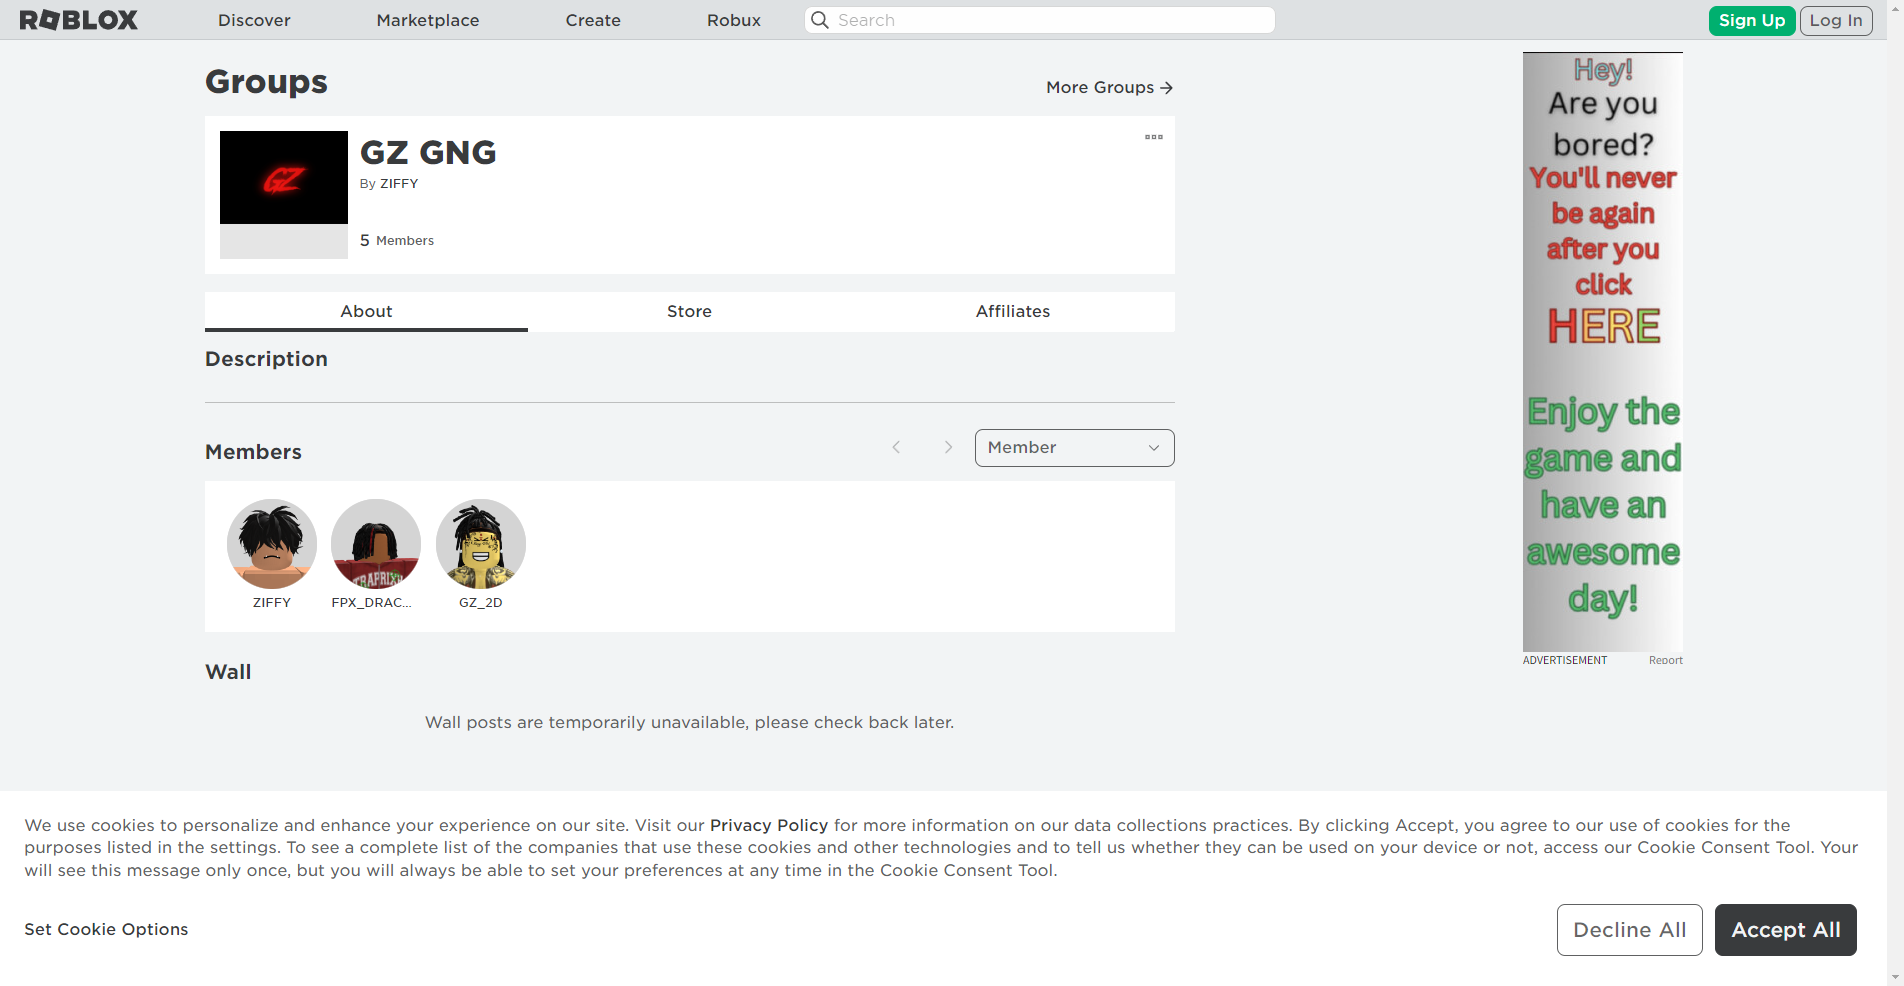 ROBLOX
Discover
Marketplace
Create
Robux
Search
Sign Up
Log In
Groups
More Groups
GZ
GZ GNG
By ZIFFY
5 Members
About
Store
Affiliates
Description
Members
Member
TRAPRIX
ZIFFY
FPX_DRAC...
GZ_2D
Wall
Wall posts are temporarily unavailable, please check back later.
Hey!
Are you
bored?
You'll never
be again
after you
click
HERE
Enjoy the
game and
have an
awesome
day!
ADVERTISEMENT
Report
We use cookies to personalize and enhance your experience on our site. Visit our Privacy Policy for more information on our data collections practices. By clicking Accept, you agree to our use of cookies for the
purposes listed in the settings. To see a complete list of the companies that use these cookies and other technologies and to tell us whether they can be used on your device or not, access our Cookie Consent Tool. Your
will see this message only once, but you will always be able to set your preferences at any time in the Cookie Consent Tool.
Set Cookie Options
Decline All
Accept All